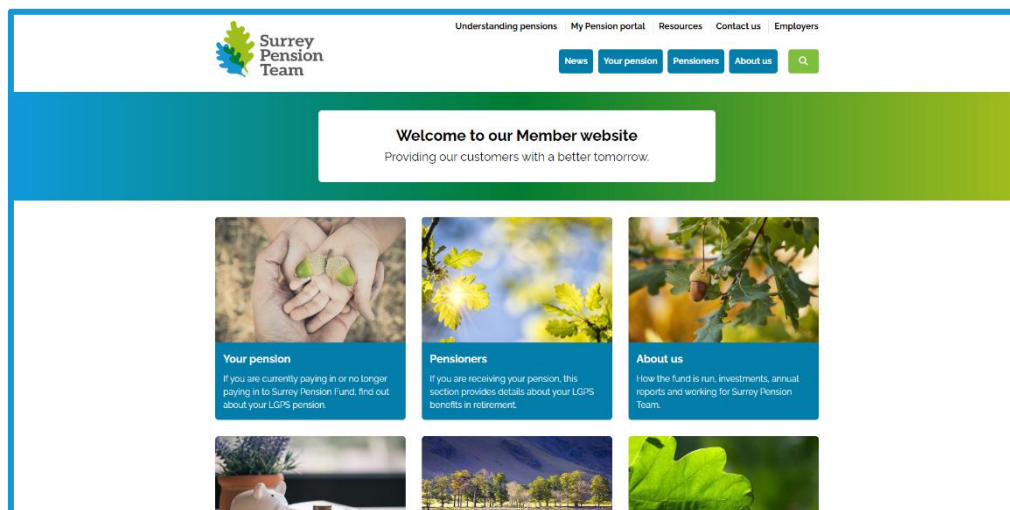 Understanding pensions My Pension portal Resources Contact us Employers
Surrey
Pension
Team
News Your pension Pensioners About us
Welcome to our Member website
Providing our customers with a better tomorrow.
Your pension
If you are currently paying in or no longer
paying in to Surrey Pension Fund, find out
about your LGPS pension.
Pensioners
If you are receiving your pension, this
section provides details about your LGPS
benefits in retirement.
About us
How the fund is run, investments, annual
reports and working for Surrey Pension
Team.